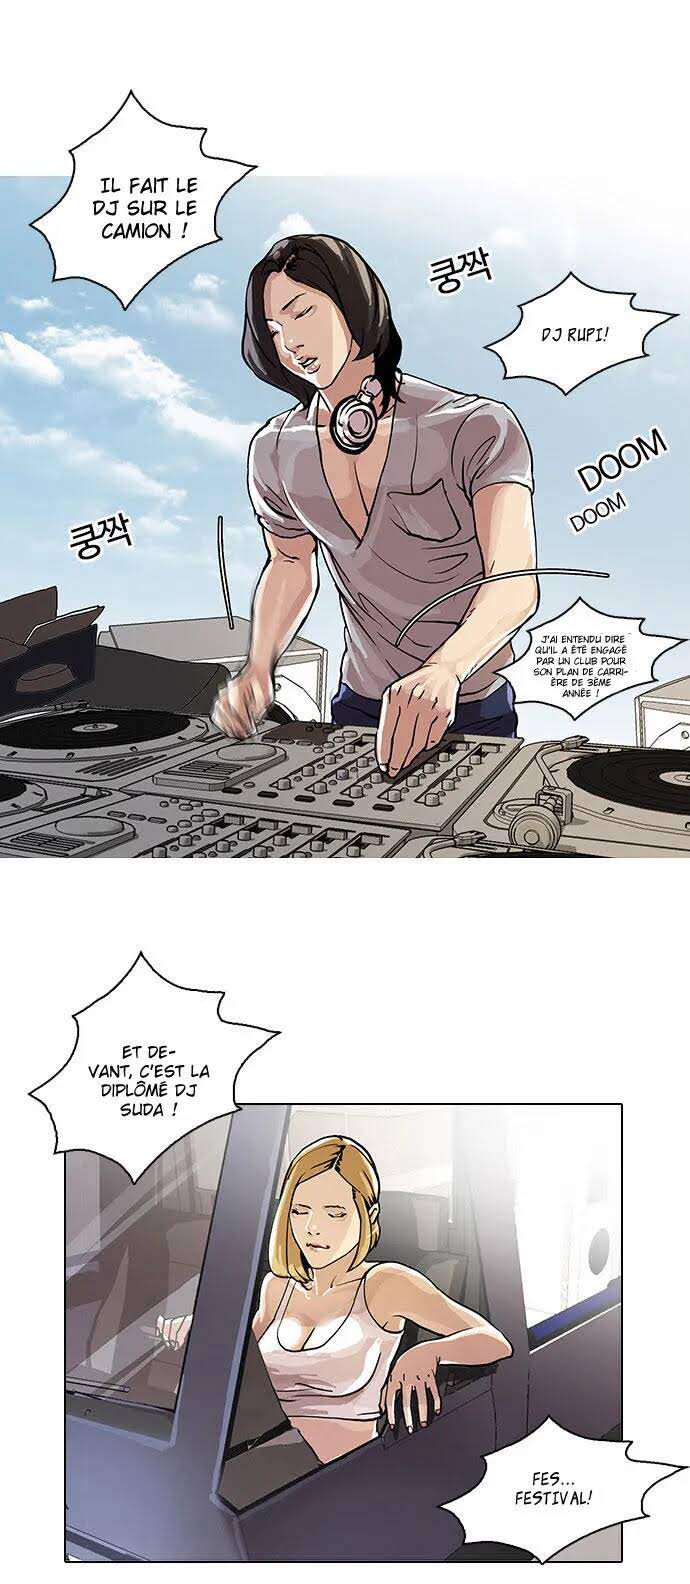 IL FAIT LE
DJ SUR LE
CAMION !
쿵짝
DJ RUFI!
DOOM
DOOM
쿵짝
J'AI ENTENDU DIRE
QU'IL A ÉTÉ ENGAGÉ
PAR UN CLUB POUR
SON PLAN DE CARRI-
ÈRE DE 3ÈME
ANNÉE !
ET DE-
VANT, C'EST LA
DIPLÔMÉ DJ
SUDA !
FES...
FESTIVAL!